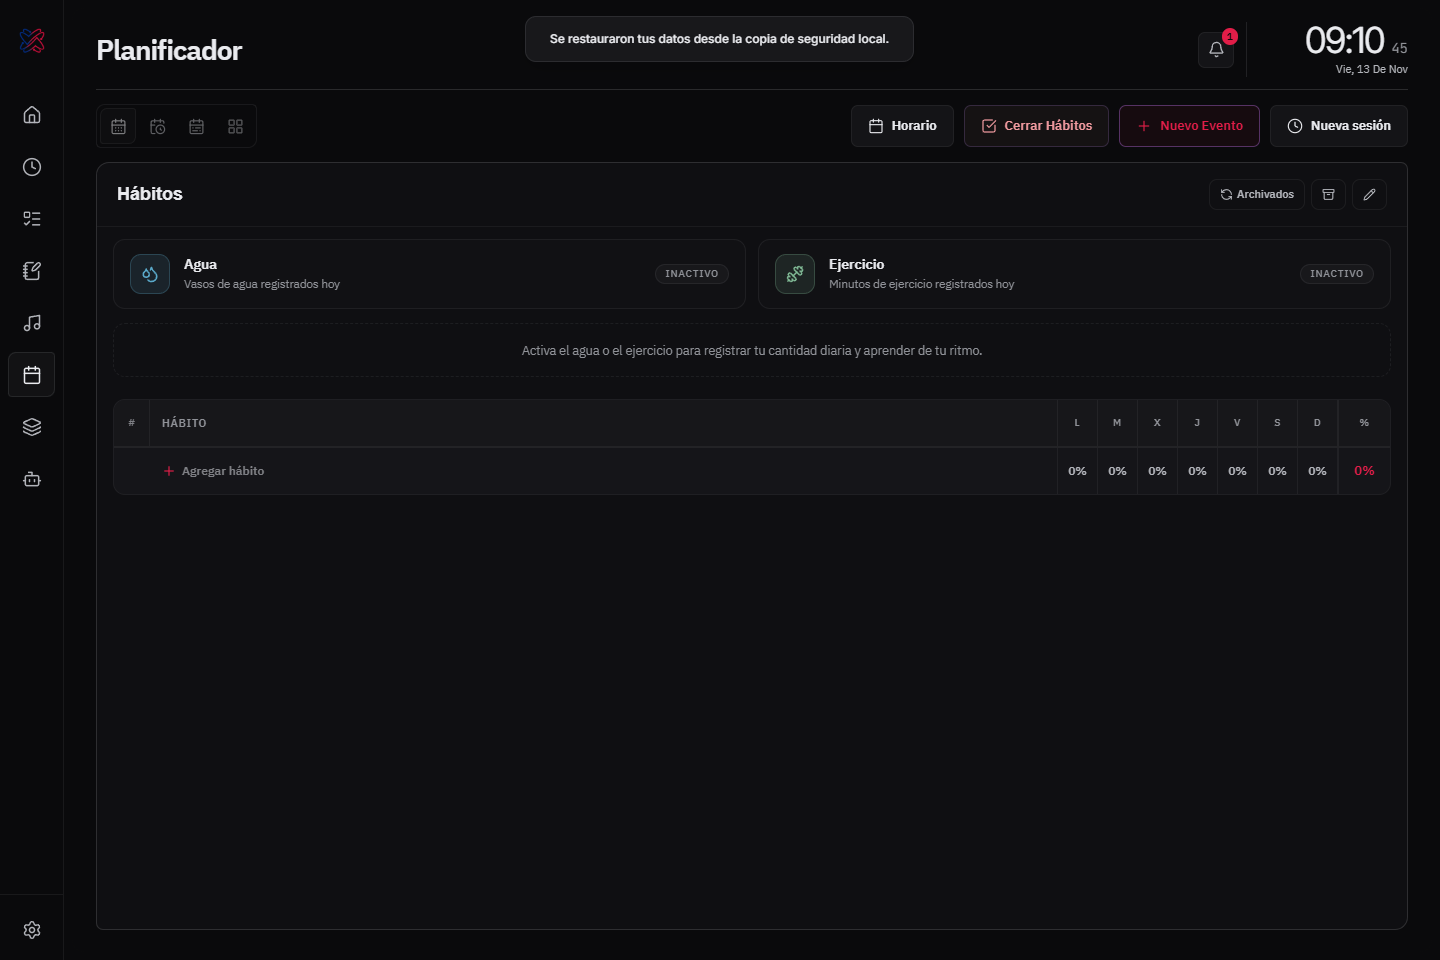 Planificador
Se restauraron tus datos desde la copia de seguridad local.
1
09:10 45
Vie, 13 De Nov
Horario
Cerrar Hábitos
Nuevo Evento
Nueva sesión
Hábitos
Archivados
Agua
Vasos de agua registrados hoy
INACTIVO
Ejercicio
Minutos de ejercicio registrados hoy
INACTIVO
Activa el agua o el ejercicio para registrar tu cantidad diaria y aprender de tu ritmo.
# HÁBITO L M X J V S D %
+ Agregar hábito 0% 0% 0% 0% 0% 0% 0% 0%